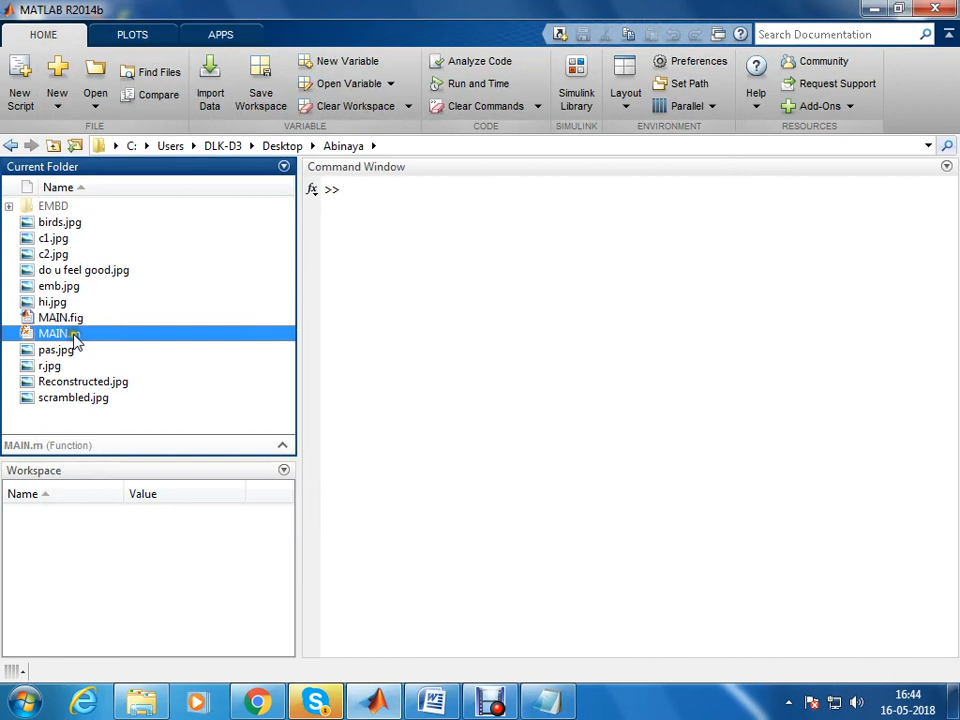 MATLAB R2014b
HOME PLOTS APPS
Search Documentation
New Script
New
Open
Find Files
Compare
Import Data
Save Workspace
New Variable
Open Variable
Clear Workspace
Analyze Code
Run and Time
Clear Commands
Simulink Library
Layout
Preferences
Set Path
Parallel
Help
Community
Request Support
Add-Ons
FILE VARIABLE CODE SIMULINK ENVIRONMENT RESOURCES
C: Users DLK-D3 Desktop Abinaya
Current Folder
Name
EMBD
birds.jpg
c1.jpg
c2.jpg
do u feel good.jpg
emb.jpg
hi.jpg
MAIN.fig
MAIN.m
pas.jpg
r.jpg
Reconstructed.jpg
scrambled.jpg
MAIN.m (Function)
Workspace
Name Value
Command Window
fx >>
16:44
16-05-2018